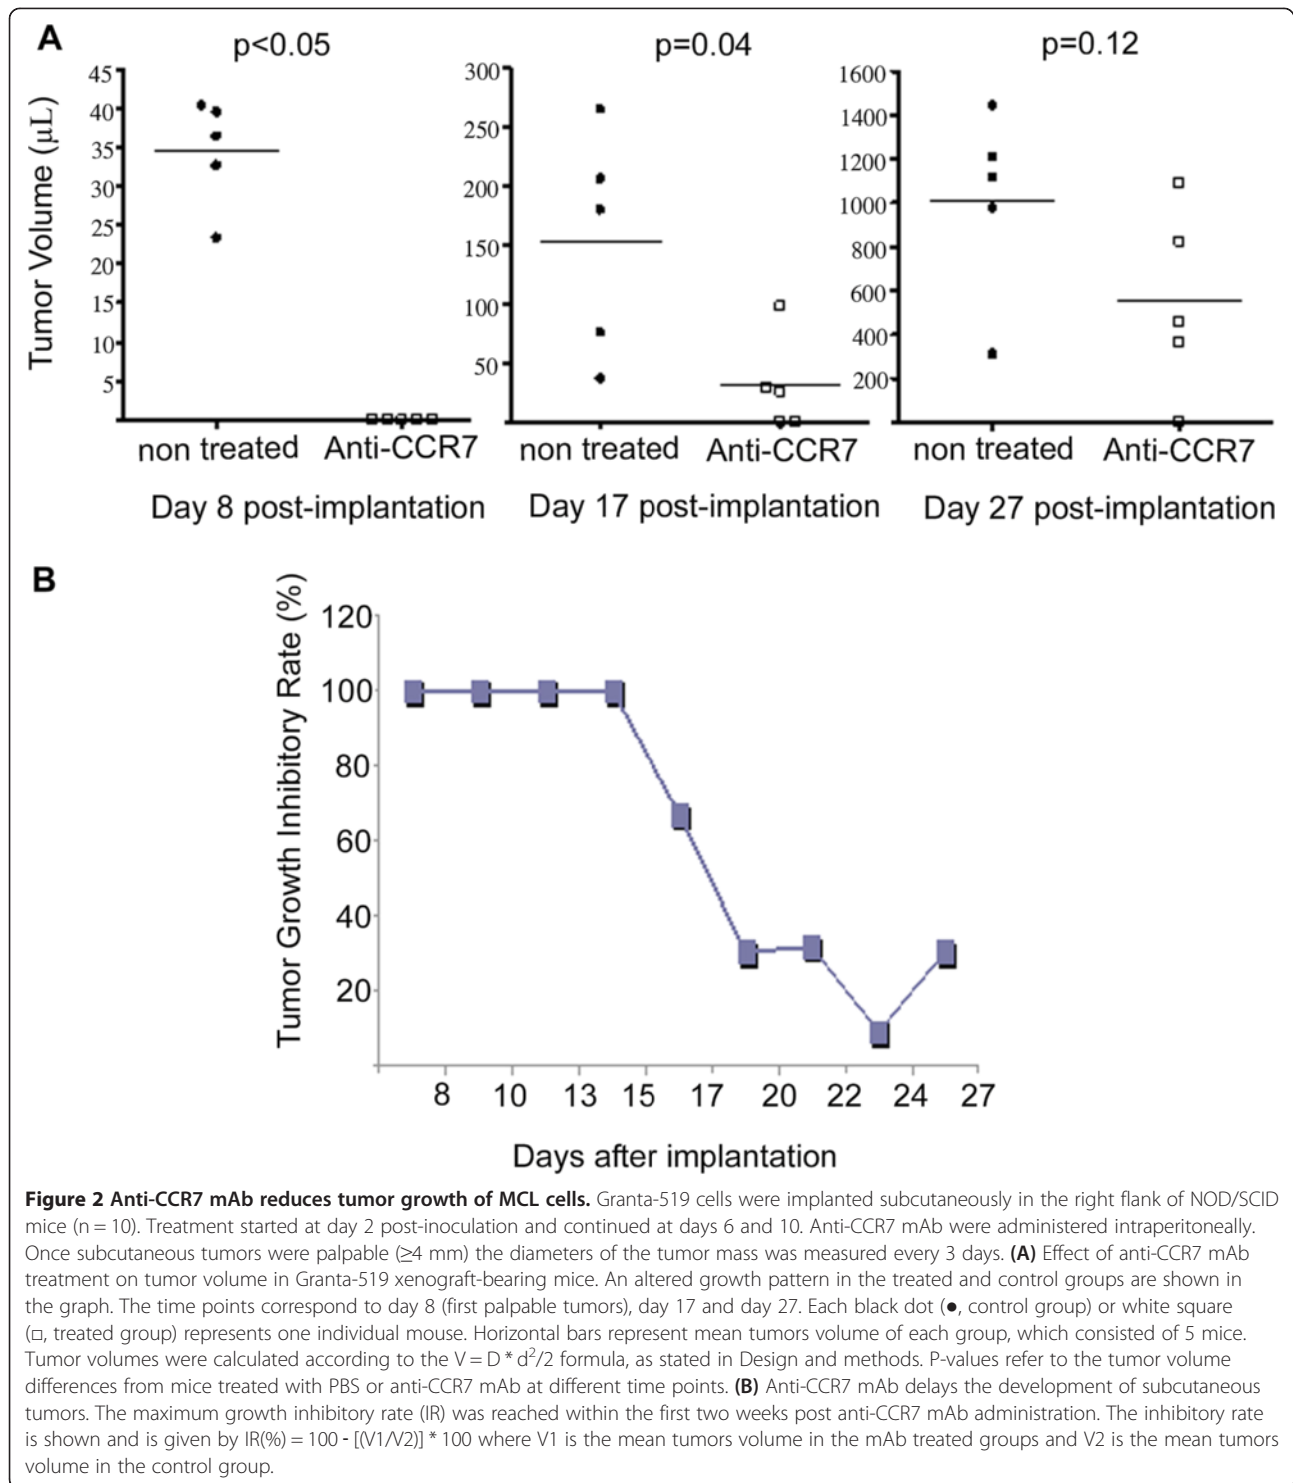 A
p<0.05 p=0.04 p=0.12
Tumor Volume (μL)
45
40
35
30
25
20
15
10
5
non treated Anti-CCR7
Day 8 post-implantation
300
250
200
150
100
50
non treated Anti-CCR7
Day 17 post-implantation
1600
1400
1200
1000
800
600
400
200
non treated Anti-CCR7
Day 27 post-implantation
B
Tumor Growth Inhibitory Rate (%)
120
100
80
60
40
20
8 10 13 15 17 20 22 24 27
Days after implantation
Figure 2 Anti-CCR7 mAb reduces tumor growth of MCL cells. Granta-519 cells were implanted subcutaneously in the right flank of NOD/SCID
mice (n = 10). Treatment started at day 2 post-inoculation and continued at days 6 and 10. Anti-CCR7 mAb were administered intraperitoneally.
Once subcutaneous tumors were palpable (≥4 mm) the diameters of the tumor mass was measured every 3 days. (A) Effect of anti-CCR7 mAb
treatment on tumor volume in Granta-519 xenograft-bearing mice. An altered growth pattern in the treated and control groups are shown in
the graph. The time points correspond to day 8 (first palpable tumors), day 17 and day 27. Each black dot (●, control group) or white square
(□, treated group) represents one individual mouse. Horizontal bars represent mean tumors volume of each group, which consisted of 5 mice.
Tumor volumes were calculated according to the V = D * d²/2 formula, as stated in Design and methods. P-values refer to the tumor volume
differences from mice treated with PBS or anti-CCR7 mAb at different time points. (B) Anti-CCR7 mAb delays the development of subcutaneous
tumors. The maximum growth inhibitory rate (IR) was reached within the first two weeks post anti-CCR7 mAb administration. The inhibitory rate
is shown and is given by IR(%) = 100 - [(V1/V2)] * 100 where V1 is the mean tumors volume in the mAb treated groups and V2 is the mean tumors
volume in the control group.